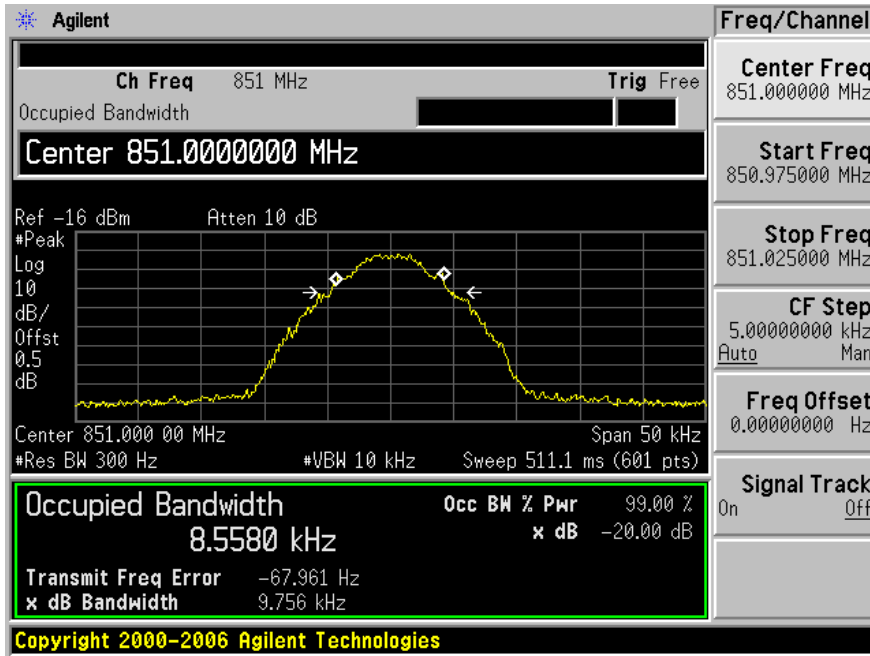 Agilent
Freq/Channel
Ch Freq 851 MHz Trig Free
Occupied Bandwidth
Center 851.0000000 MHz
Ref -16 dBm Atten 10 dB
#Peak
Log
10
dB/
Offst
0.5
dB
Center 851.000 00 MHz Span 50 kHz
#Res BW 300 Hz #VBW 10 kHz Sweep 511.1 ms (601 pts)
Occupied Bandwidth Occ BW % Pwr 99.00 %
8.5580 kHz x dB -20.00 dB
Transmit Freq Error -67.961 Hz
x dB Bandwidth 9.756 kHz
Copyright 2000-2006 Agilent Technologies
Center Freq
851.000000 MHz
Start Freq
850.975000 MHz
Stop Freq
851.025000 MHz
CF Step
5.00000000 kHz
Auto Man
Freq Offset
0.00000000 Hz
Signal Track
On Off